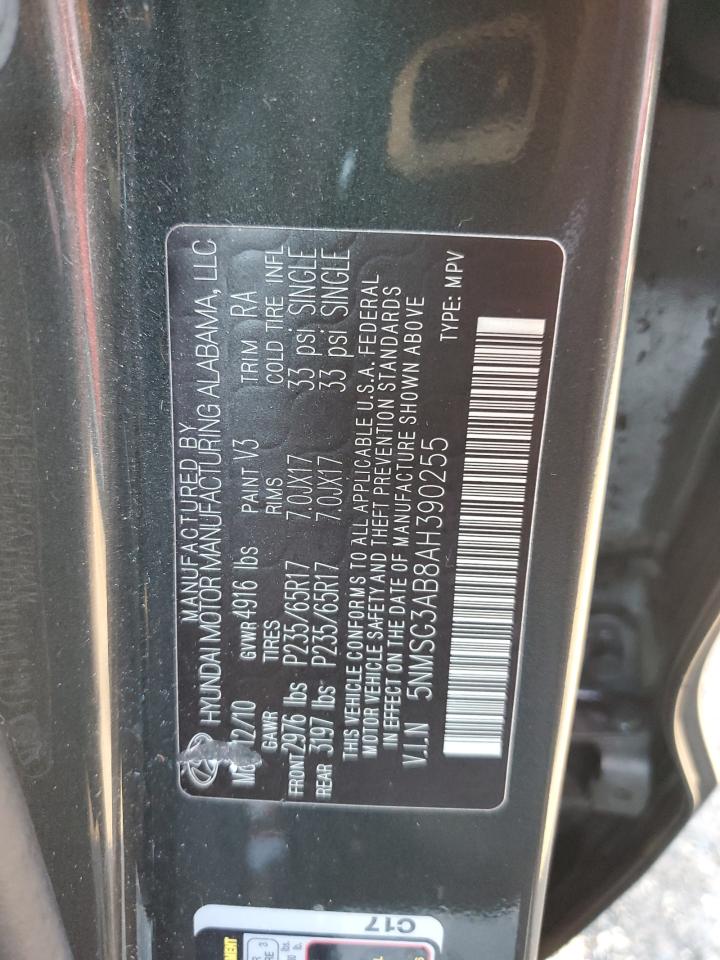 MANUFACTURED BY
HYUNDAI MOTOR MANUFACTURING ALABAMA, LLC
GVWR 4916 lbs PAINT V3 TRIM RA
GAWR TIRES RIMS COLD TIRE INFL
FRONT 2976 lbs P235/65R17 7.0JX17 33 psi SINGLE
REAR 3197 lbs P235/65R17 7.0JX17 33 psi SINGLE
THIS VEHICLE CONFORMS TO ALL APPLICABLE U.S.A. FEDERAL
MOTOR VEHICLE SAFETY AND THEFT PREVENTION STANDARDS
IN EFFECT ON DATE OF MANUFACTURE SHOWN ABOVE
V.I.N 5NMSG3AB8AH390255
TYPE: MPV
C17